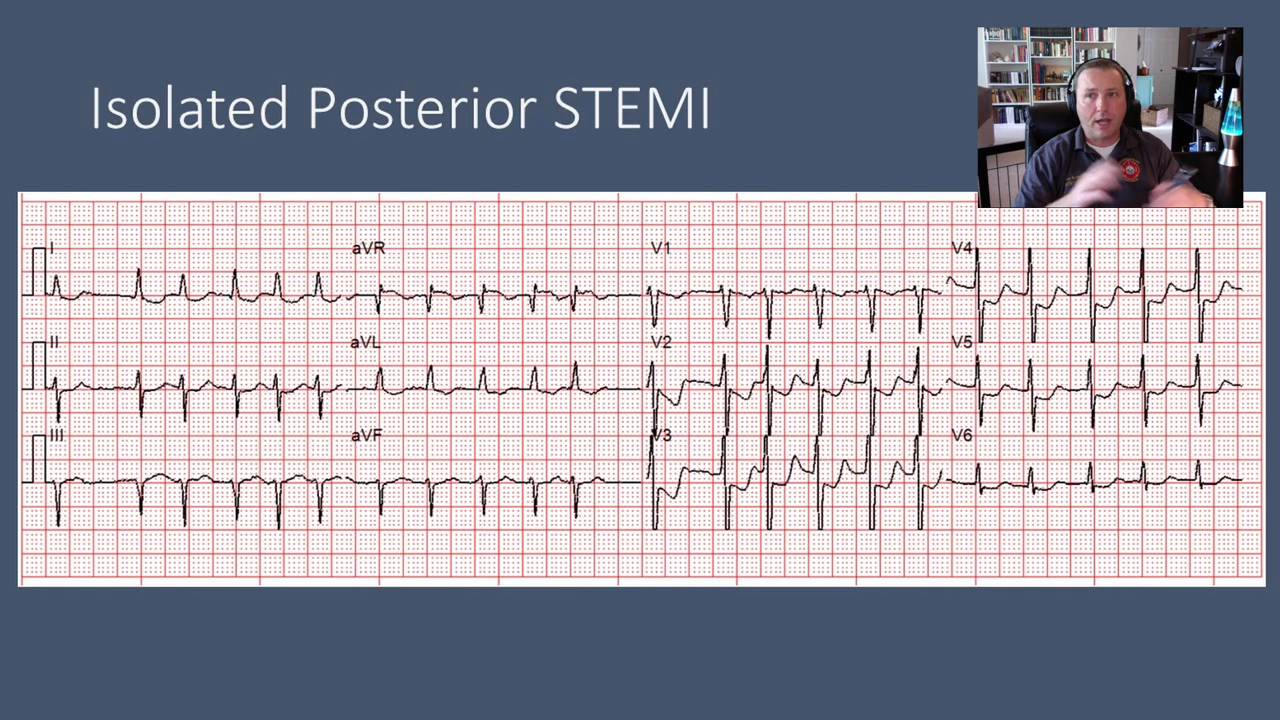 Isolated Posterior STEMI
I
aVR
V1
V4
II
aVL
V2
V5
III
aVF
V3
V6